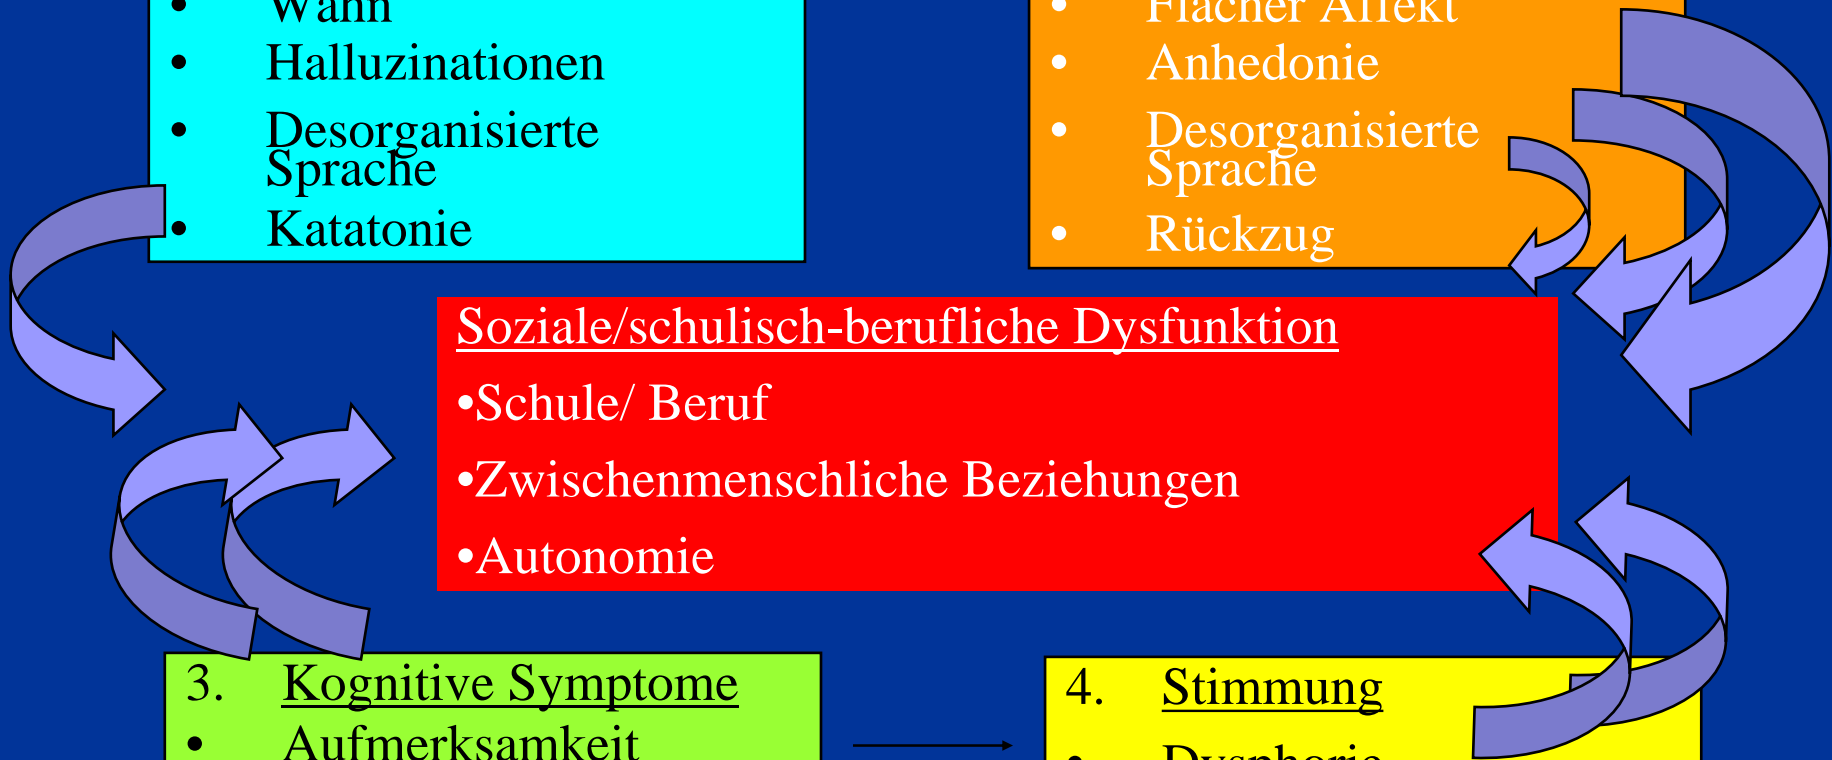 • Wahn
• Halluzinationen
• Desorganisierte
Sprache
• Katatonie
• Flacher Affekt
• Anhedonie
• Desorganisierte
Sprache
• Rückzug
Soziale/schulisch-berufliche Dysfunktion
•Schule/ Beruf
•Zwischenmenschliche Beziehungen
•Autonomie
3. Kognitive Symptome
• Aufmerksamkeit
4. Stimmung
• Dysphorie